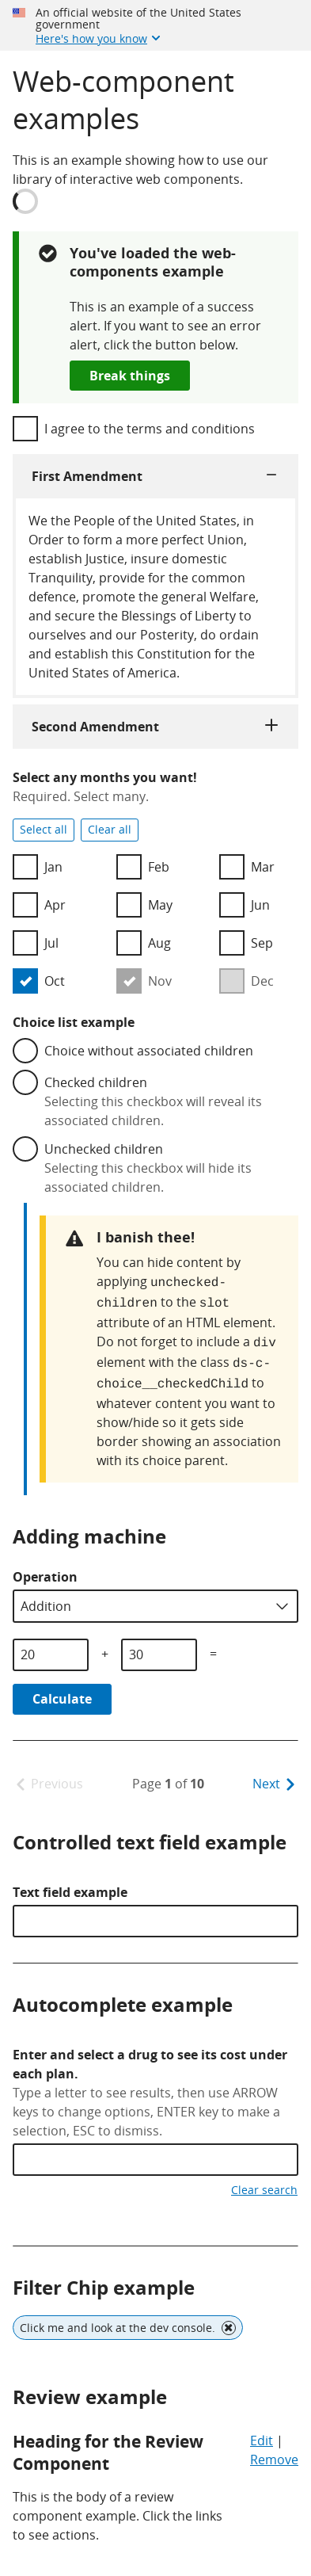 An official website of the United States
government
Here's how you know
Web-component
examples
This is an example showing how to use our
library of interactive web components.
You've loaded the web-
components example
This is an example of a success
alert. If you want to see an error
alert, click the button below.
Break things
I agree to the terms and conditions
First Amendment
We the People of the United States, in
Order to form a more perfect Union,
establish Justice, insure domestic
Tranquility, provide for the common
defence, promote the general Welfare,
and secure the Blessings of Liberty to
ourselves and our Posterity, do ordain
and establish this Constitution for the
United States of America.
Second Amendment
Select any months you want!
Required. Select many.
Select all Clear all
Jan Feb Mar
Apr May Jun
Jul Aug Sep
Oct Nov Dec
Choice list example
Choice without associated children
Checked children
Selecting this checkbox will reveal its
associated children.
Unchecked children
Selecting this checkbox will hide its
associated children.
I banish thee!
You can hide content by
applying unchecked-
children to the slot
attribute of an HTML element.
Do not forget to include a div
element with the class ds-c-
choice__checkedChild to
whatever content you want to
show/hide so it gets side
border showing an association
with its choice parent.
Adding machine
Operation
Addition
20 + 30 =
Calculate
Previous Page 1 of 10 Next
Controlled text field example
Text field example
Autocomplete example
Enter and select a drug to see its cost under
each plan.
Type a letter to see results, then use ARROW
keys to change options, ENTER key to make a
selection, ESC to dismiss.
Clear search
Filter Chip example
Click me and look at the dev console.
Review example
Heading for the Review
Component
Edit |
Remove
This is the body of a review
component example. Click the links
to see actions.